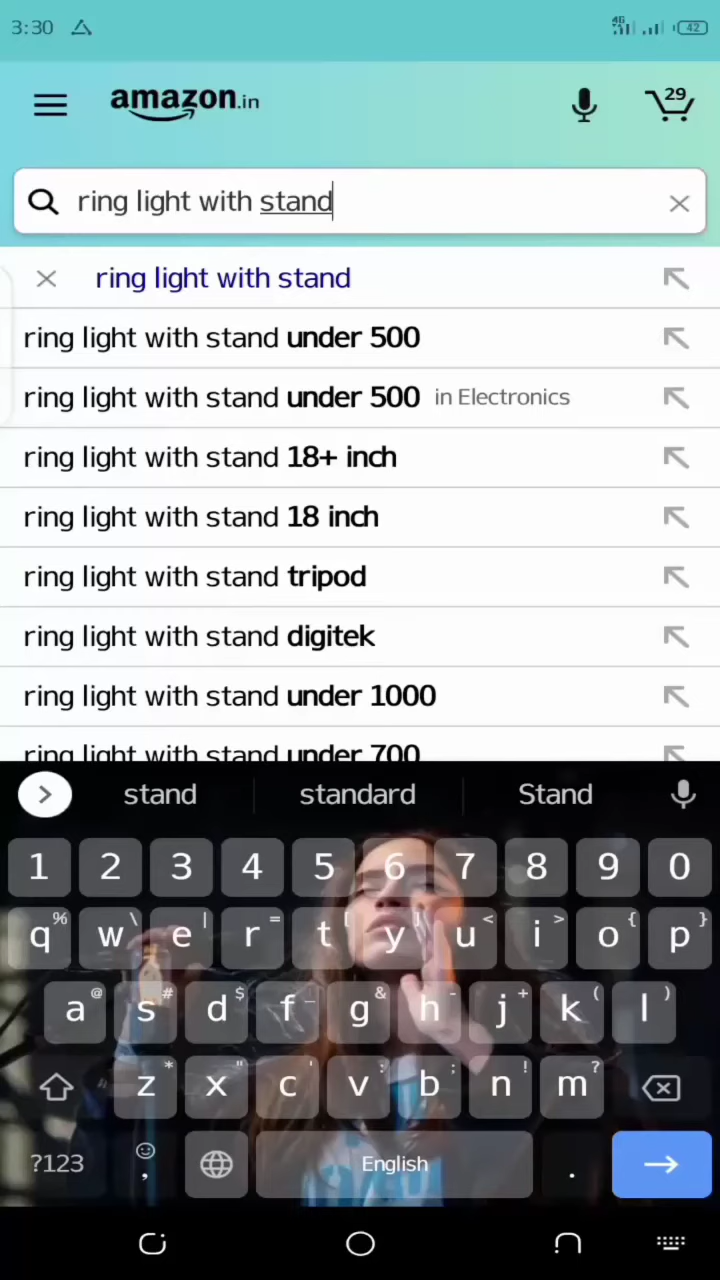 3:30 4G 42
amazon.in 29
ring light with stand
ring light with stand
ring light with stand under 500
ring light with stand under 500 in Electronics
ring light with stand 18+ inch
ring light with stand 18 inch
ring light with stand tripod
ring light with stand digitek
ring light with stand under 1000
ring light with stand under 700
stand standard Stand
1 2 3 4 5 6 7 8 9 0
q % w \ e | r = t [ y ] u < i > o { p }
a @ s # d $ f _ g & h - j + k ( l )
z * x " c ' v : b ; n ! m ?
?123 , English .